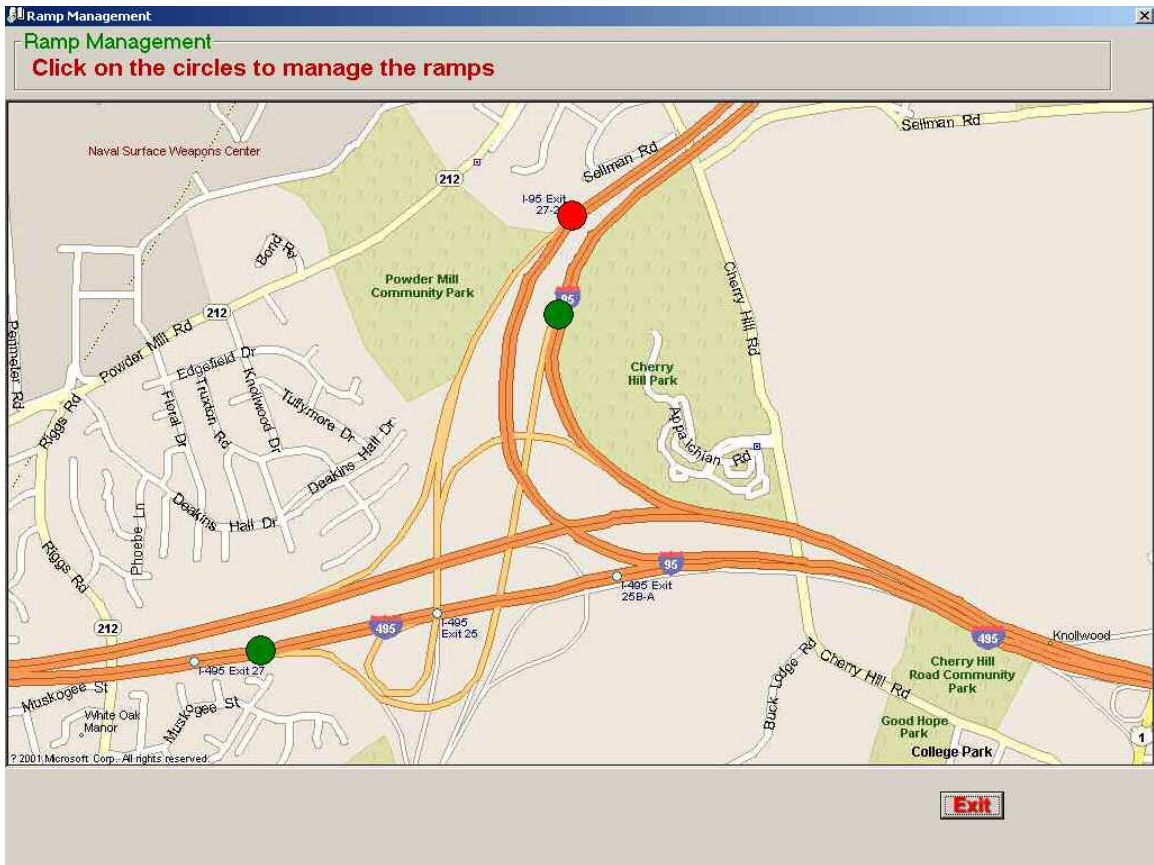 Ramp Management
Ramp Management
Click on the circles to manage the ramps
Sellman Rd
Naval Surface Weapons Center
Sellman Rd
212
I-95 Exit
27-2
Bond Rd
Cherry Hill Rd
Powder Mill
Community Park
95
212
Perimeter Rd
Powder Mill Rd
Edgefield Dr
Cherry
Hill Park
Riggs Rd
Floral Dr
Truxton Rd
Knollwood Dr
Tullymore Dr
Deakins Hall Dr
Appa lchian Rd
Deakins Hall Dr
Phoebe Ln
Riggs Rd
95
I-495 Exit
25B-A
212
495
I-495
Exit 25
495
Knollwood
I-495 Exit 27
Buck Lodge Rd
Cherry Hill Rd
Cherry Hill
Road Community
Park
Muskogee St
Muskogee St
White Oak
Manor
Good Hope
Park
1
College Park
? 2001 Microsoft Corp. All rights reserved.
Exit